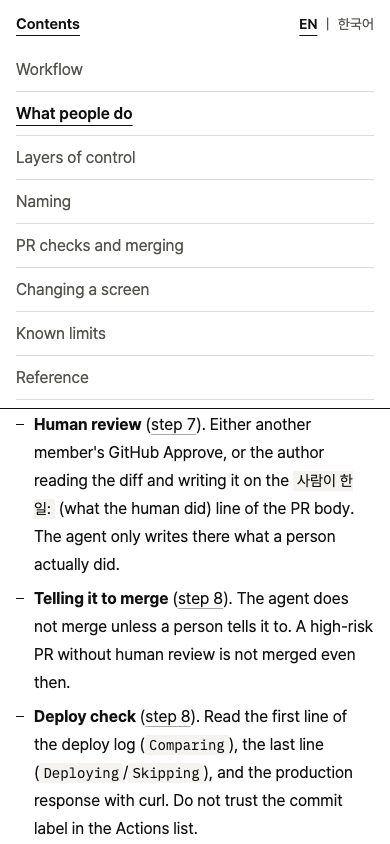 Contents
EN | 한국어
Workflow
What people do
Layers of control
Naming
PR checks and merging
Changing a screen
Known limits
Reference
– Human review (step 7). Either another
member's GitHub Approve, or the author
reading the diff and writing it on the 사람이 한
일: (what the human did) line of the PR body.
The agent only writes there what a person
actually did.
– Telling it to merge (step 8). The agent does
not merge unless a person tells it to. A high-risk
PR without human review is not merged even
then.
– Deploy check (step 8). Read the first line of
the deploy log ( Comparing ), the last line
( Deploying / Skipping ), and the production
response with curl. Do not trust the commit
label in the Actions list.